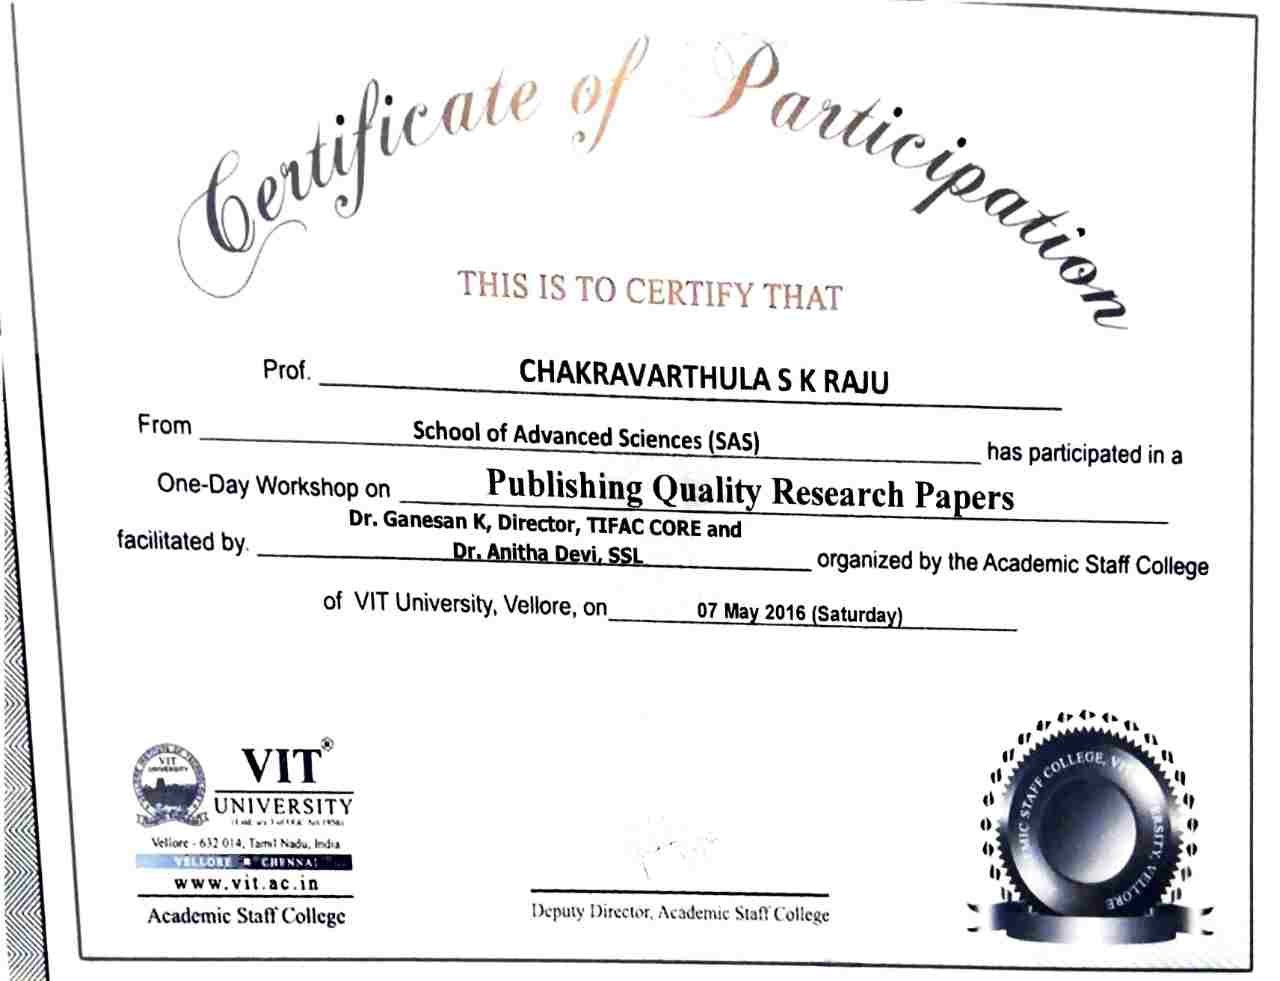 Certificate of Participation
THIS IS TO CERTIFY THAT
Prof. CHAKRAVARTHULA S K RAJU
From School of Advanced Sciences (SAS) has participated in a
One-Day Workshop on Publishing Quality Research Papers
Dr. Ganesan K, Director, TIFAC CORE and
facilitated by. Dr. Anitha Devi, SSL organized by the Academic Staff College
of VIT University, Vellore, on 07 May 2016 (Saturday)
VIT
UNIVERSITY
VIT®
UNIVERSITY
Vellore - 632 014, Tamil Nadu, India
VELLORE CHENNAI
www.vit.ac.in
Academic Staff College
Deputy Director, Academic Staff College
STAFF COLLEGE, VELLORE